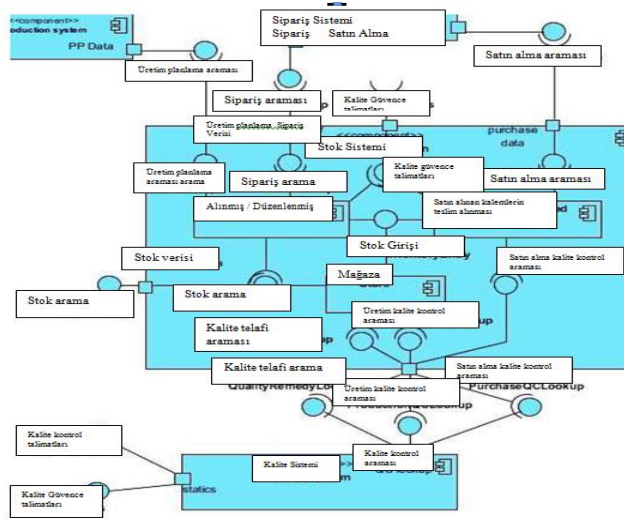 <<component>>
oduction system
PP Data
Sipariş Sistemi
Sipariş Satın Alma
Üretim planlama araması
Satın alma araması
Sipariş araması
Kalite Güvence
talimatları
Üretim planlama Sipariş
Verisi
<<component>>
purchase
data
Stok Sistemi
Üretim planlama
araması arama
Sipariş arama
Kalite güvence
talimatları
Satın alma araması
Alınmış / Düzenlenmiş
Satın alınan kalemlerin
teslim alınması
Stok Girişi
Stok verisi
Satın alma kalite kontrol
araması
Mağaza
Stok arama
Stok arama
Üretim kalite kontrol
araması
Kalite telafi
araması
Kalite telafi arama
Satın alma kalite kontrol
araması
QualityRemedyLo
Üretim kalite kontrol
araması
PurchaseQCLookup
Kalite kontrol
talimatları
Kalite kontrol
araması
Kalite Sistemi
Kalite Güvence
talimatları
statics